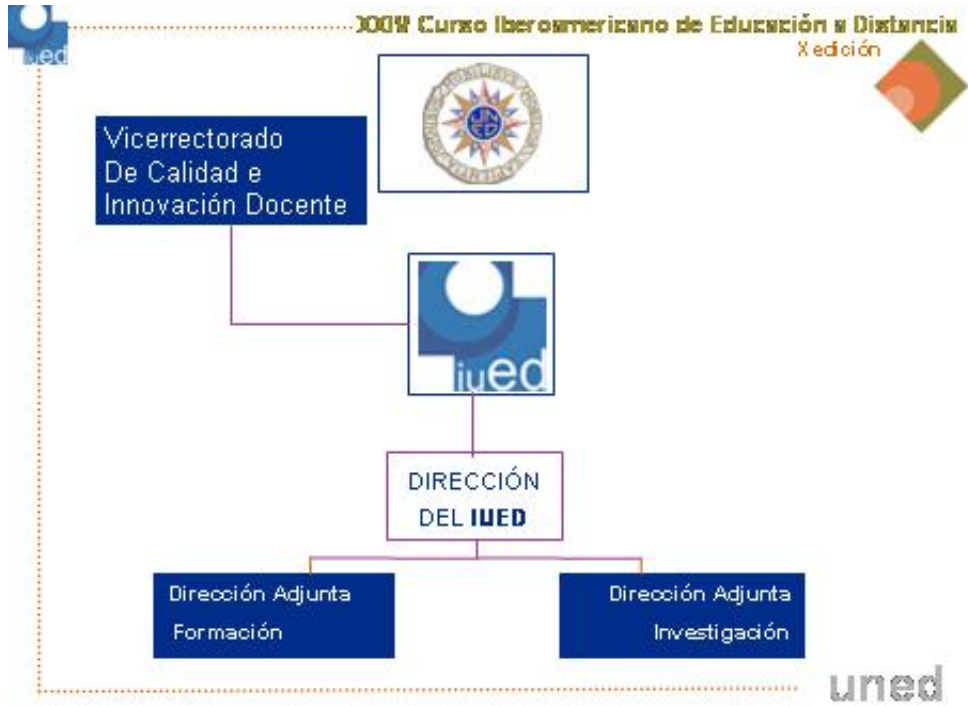 XXIV Curso Iberoamericano de Educación a Distancia
X edición
iued
Vicerrectorado
De Calidad e
Innovación Docente
UNED
iued
DIRECCIÓN
DEL IUED
Dirección Adjunta
Formación
Dirección Adjunta
Investigación
uned